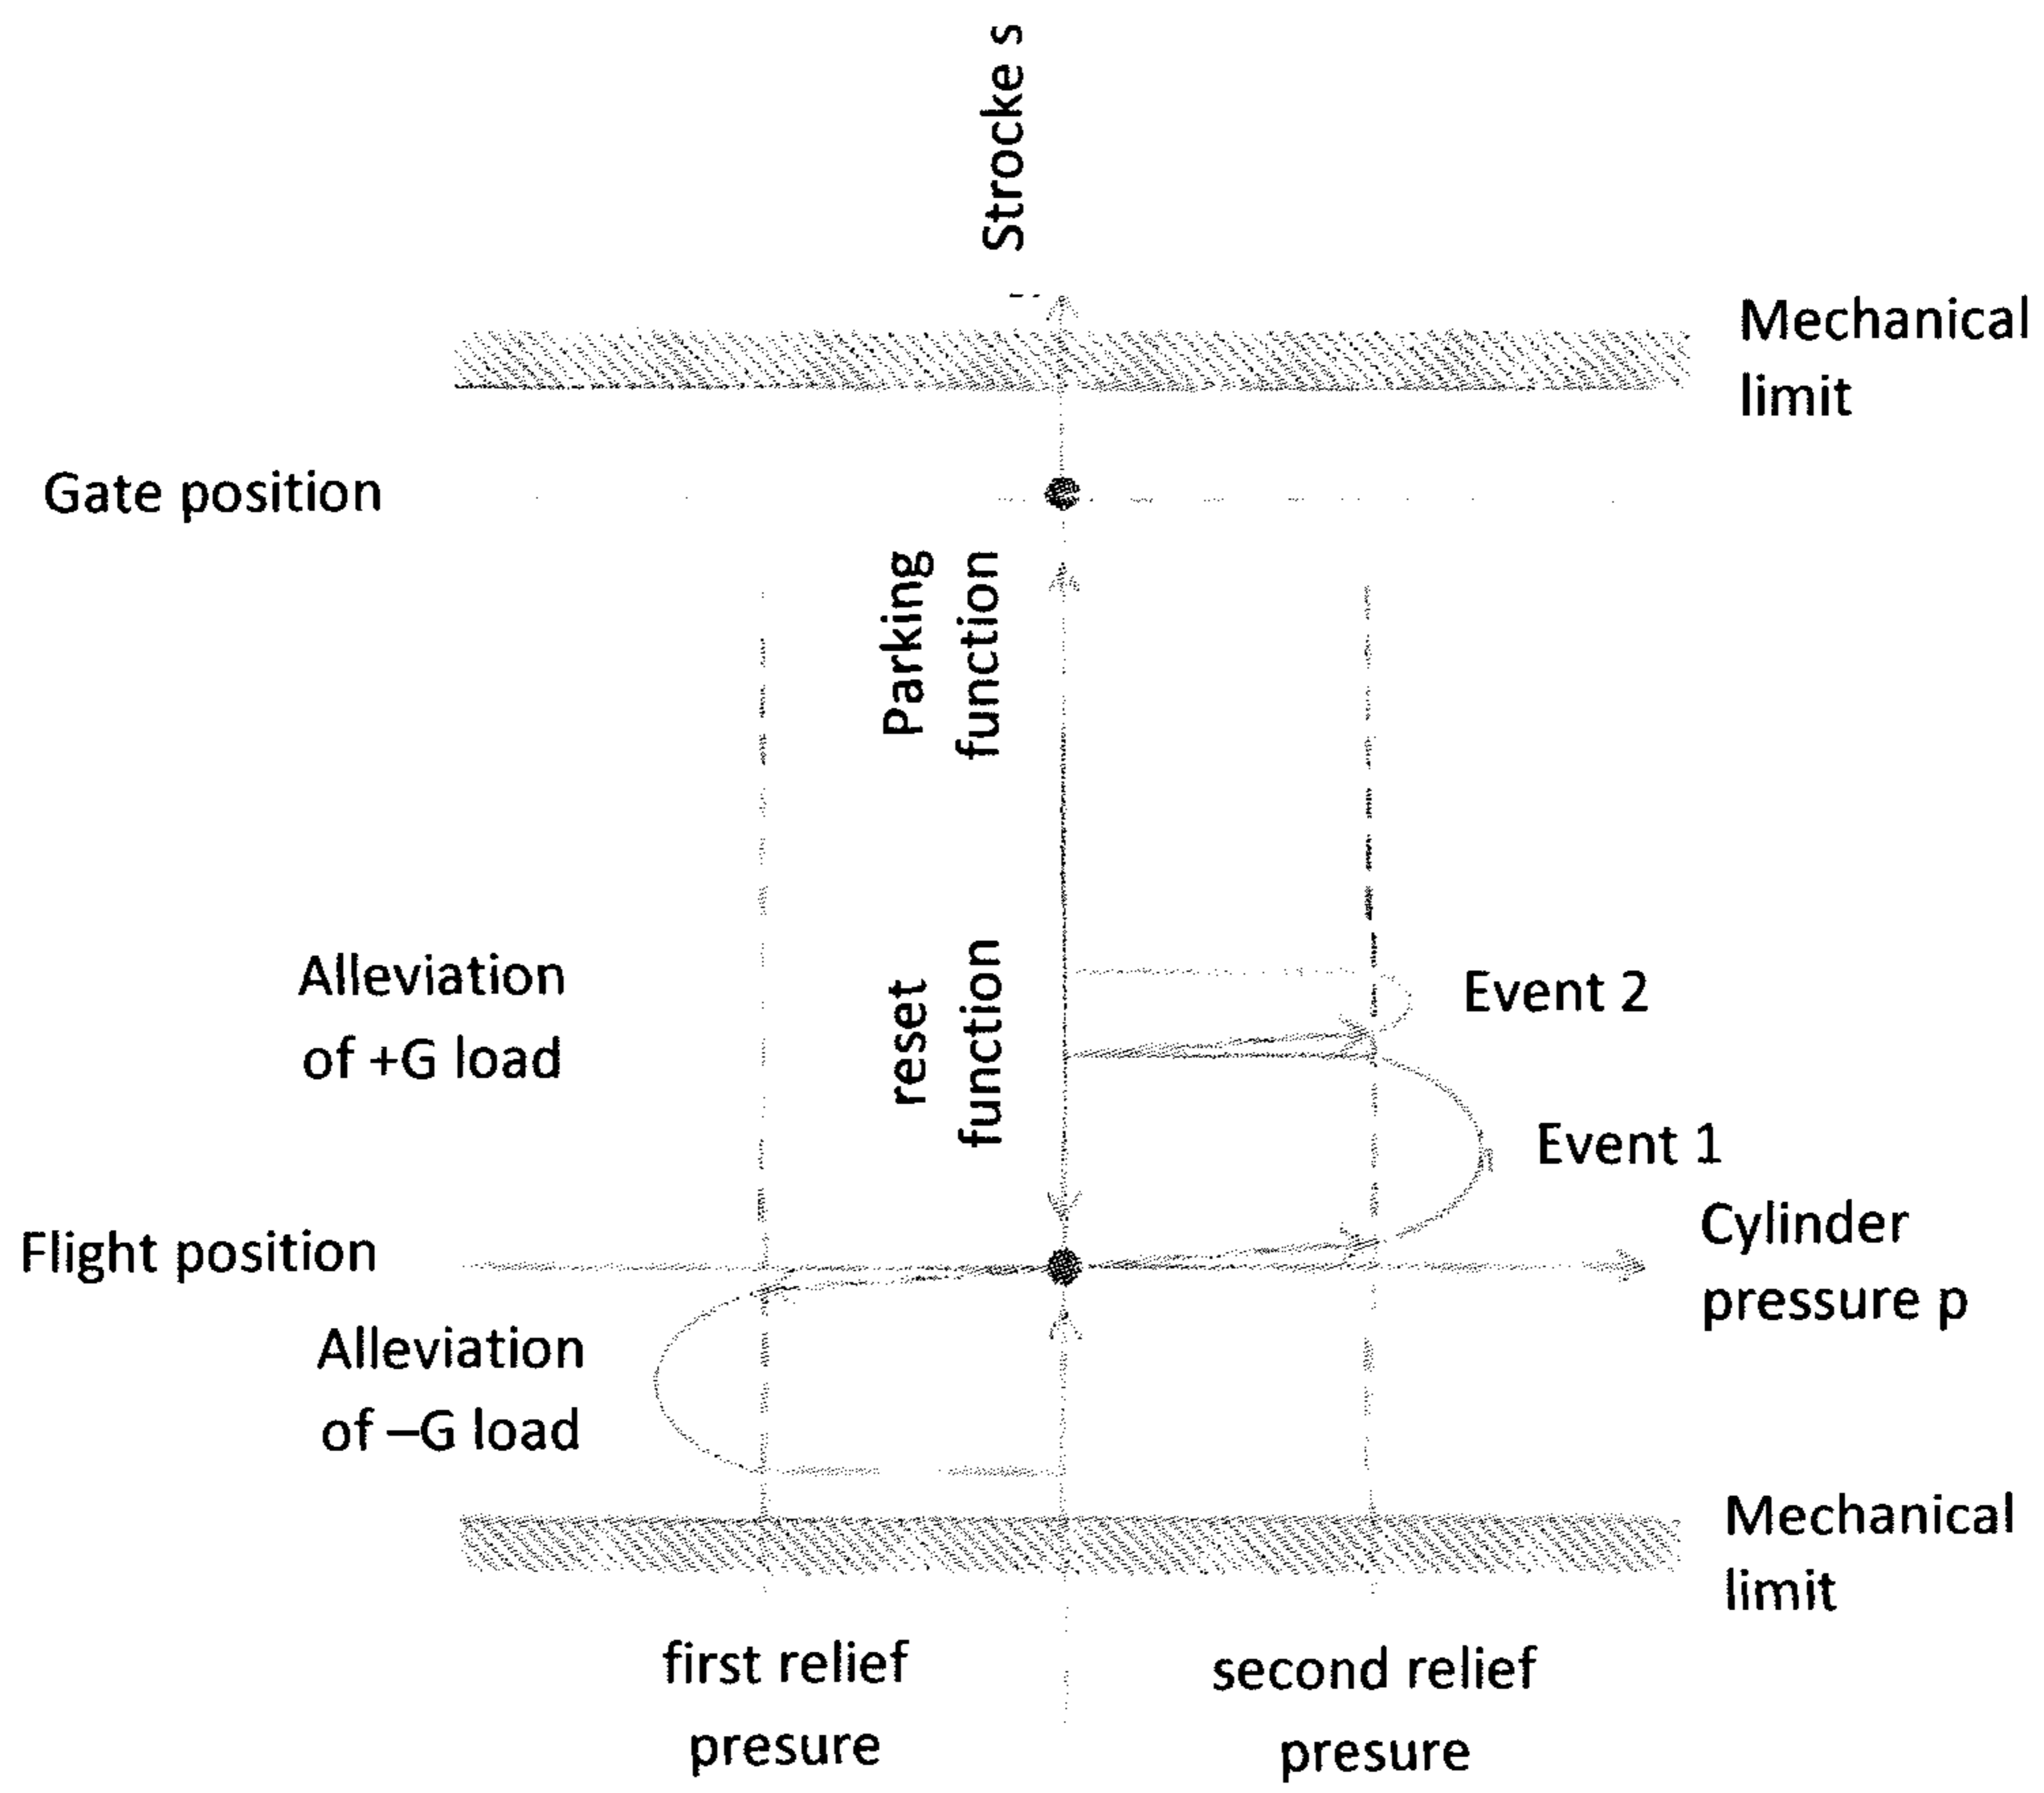 Strocke s
Mechanical
limit
Gate position
Parking
function
Alleviation
of +G load
reset
function
Event 2
Event 1
Flight position
Cylinder
pressure p
Alleviation
of –G load
Mechanical
limit
first relief
presure
second relief
presure